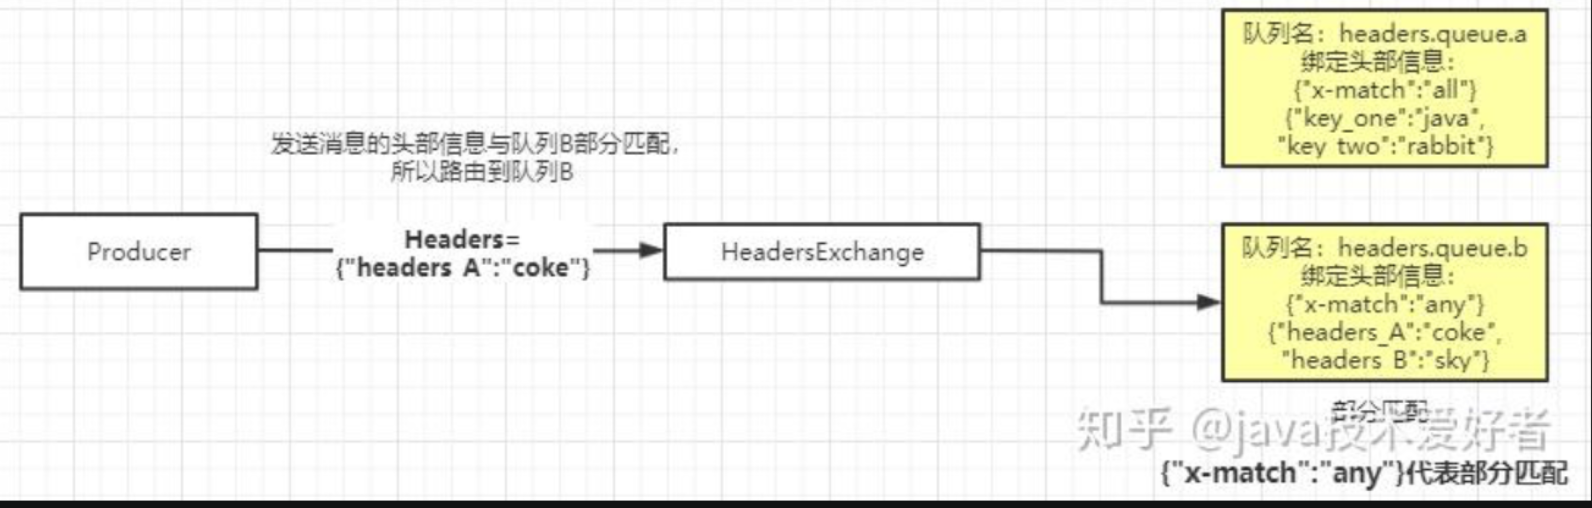 队列名：headers.queue.a
绑定头部信息：
{"x-match":"all"}
{"key_one":"java",
"key two":"rabbit"}
发送消息的头部信息与队列B部分匹配，
所以路由到队列B
Producer
Headers=
{"headers A":"coke"}
HeadersExchange
队列名：headers.queue.b
绑定头部信息：
{"x-match":"any"}
{"headers_A":"coke",
"headers B":"sky"}
部分匹配
知乎 @java技术爱好者
{"x-match":"any"}代表部分匹配